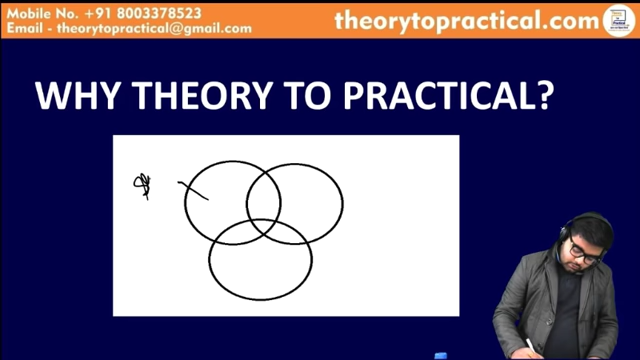 Mobile No. +91 8003378523
Email - theorytopractical@gmail.com
theorytopractical.com
WHY THEORY TO PRACTICAL?